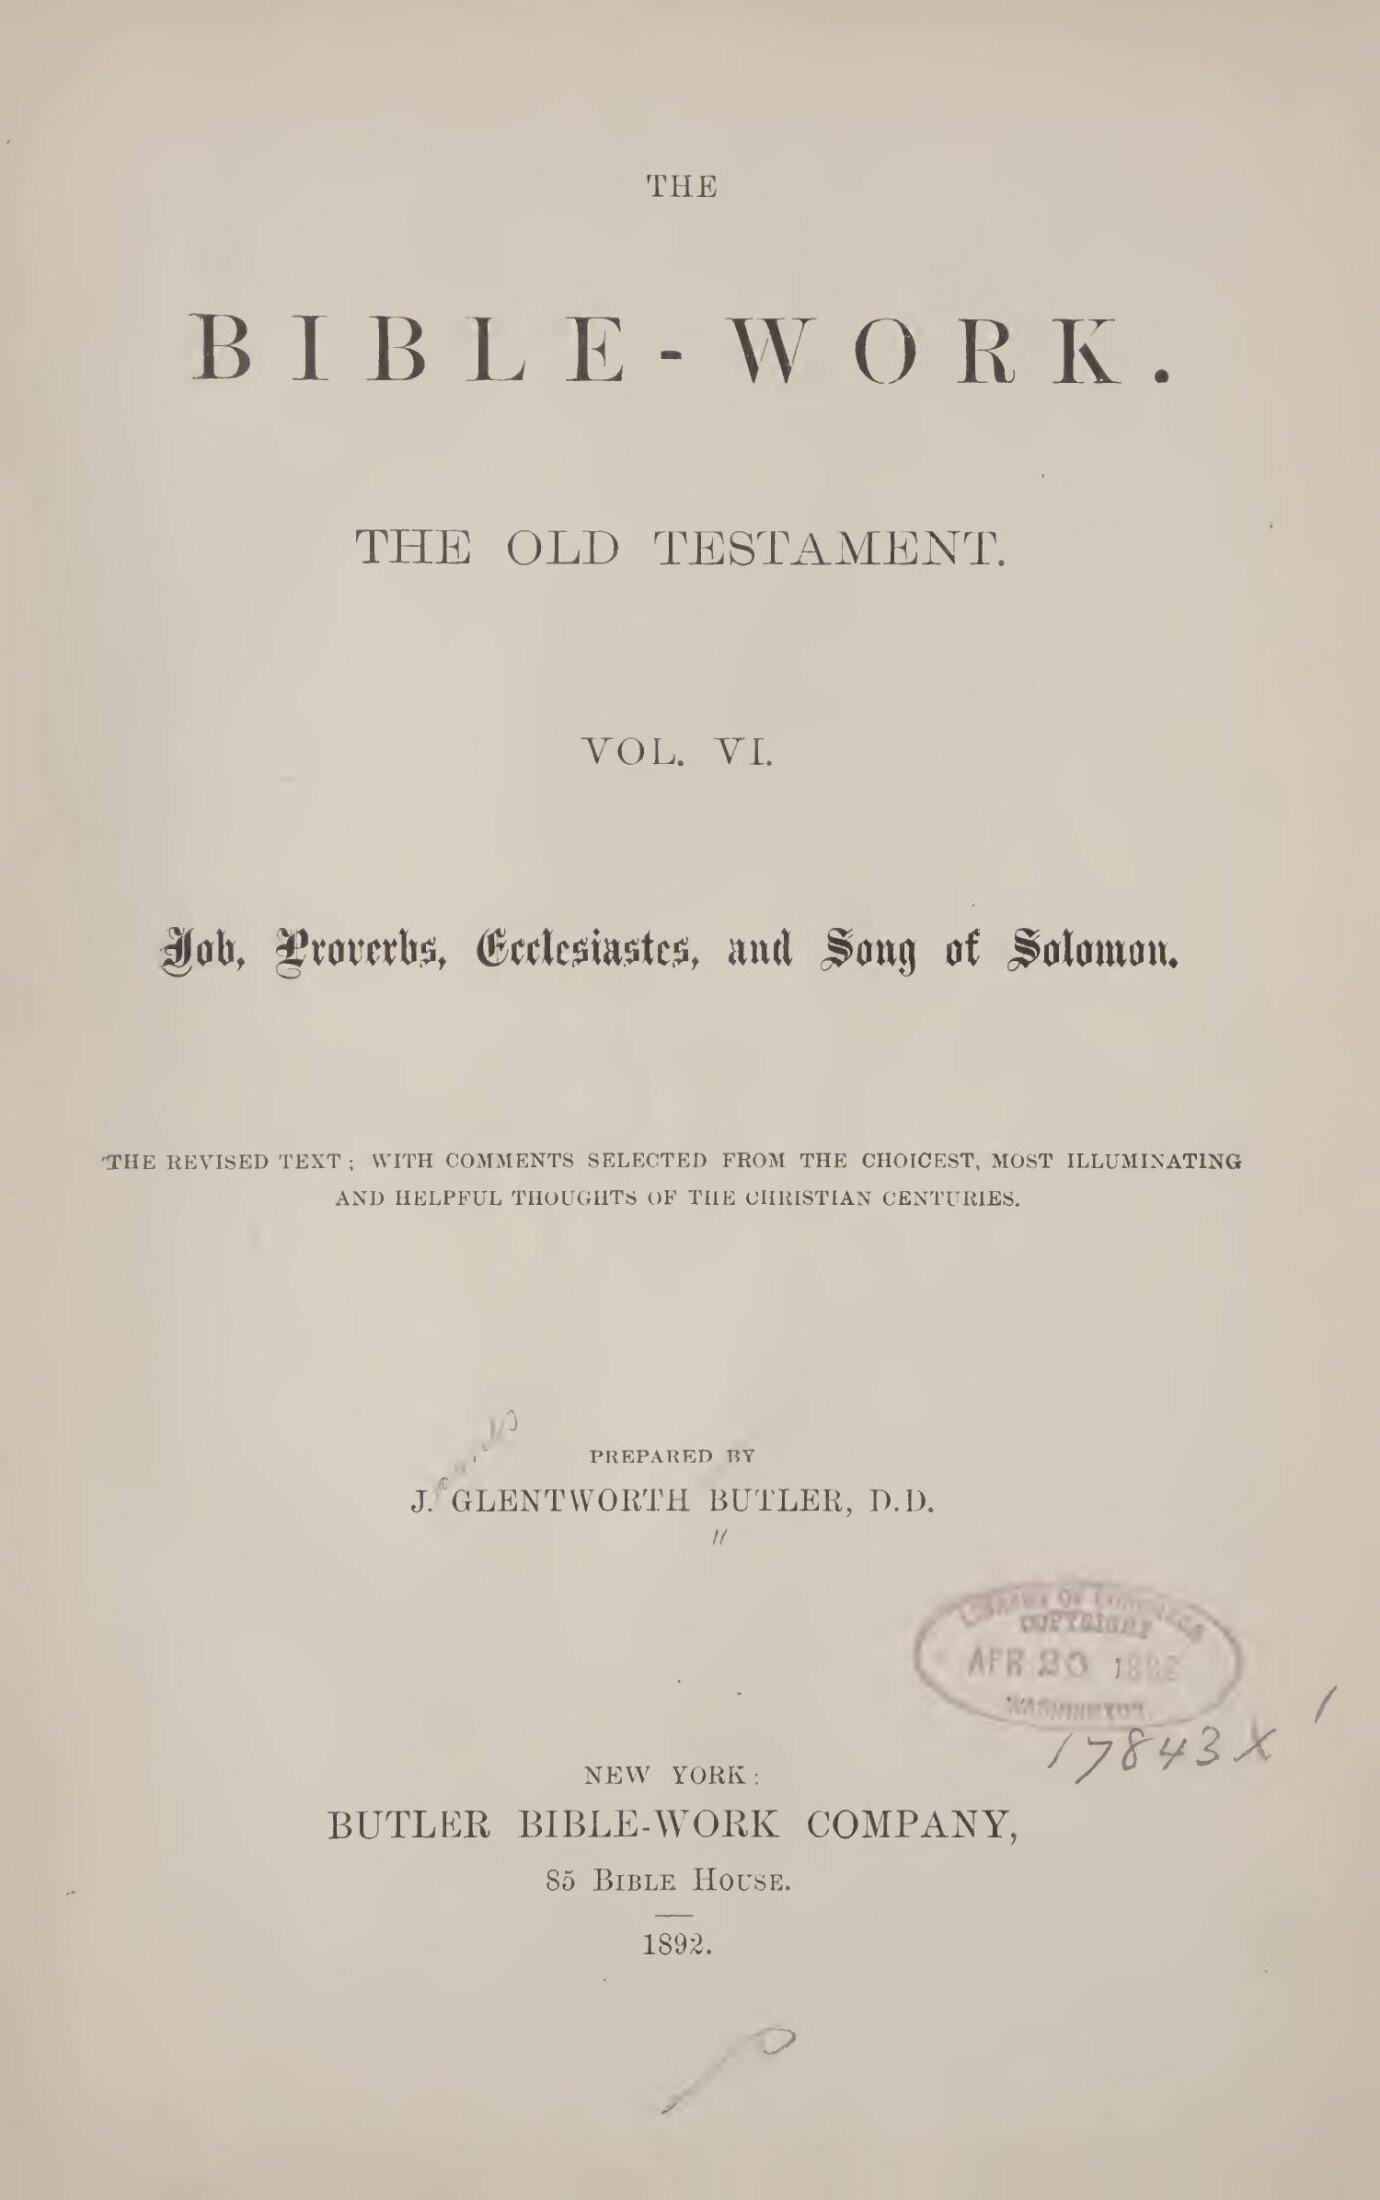 THE
BIBLE-WORK.
THE OLD TESTAMENT.
VOL. VI.
Job, Proverbs, Ecclesiastes, and Song of Solomon.
THE REVISED TEXT; WITH COMMENTS SELECTED FROM THE CHOICEST, MOST ILLUMINATING
AND HELPFUL THOUGHTS OF THE CHRISTIAN CENTURIES.
PREPARED BY
J. GLENTWORTH BUTLER, D.D.
LIBRARY OF CONGRESS
COPYRIGHT
APR 20 1892
WASHINGTON
17843X1
NEW YORK:
BUTLER BIBLE-WORK COMPANY,
85 BIBLE HOUSE.
1892.